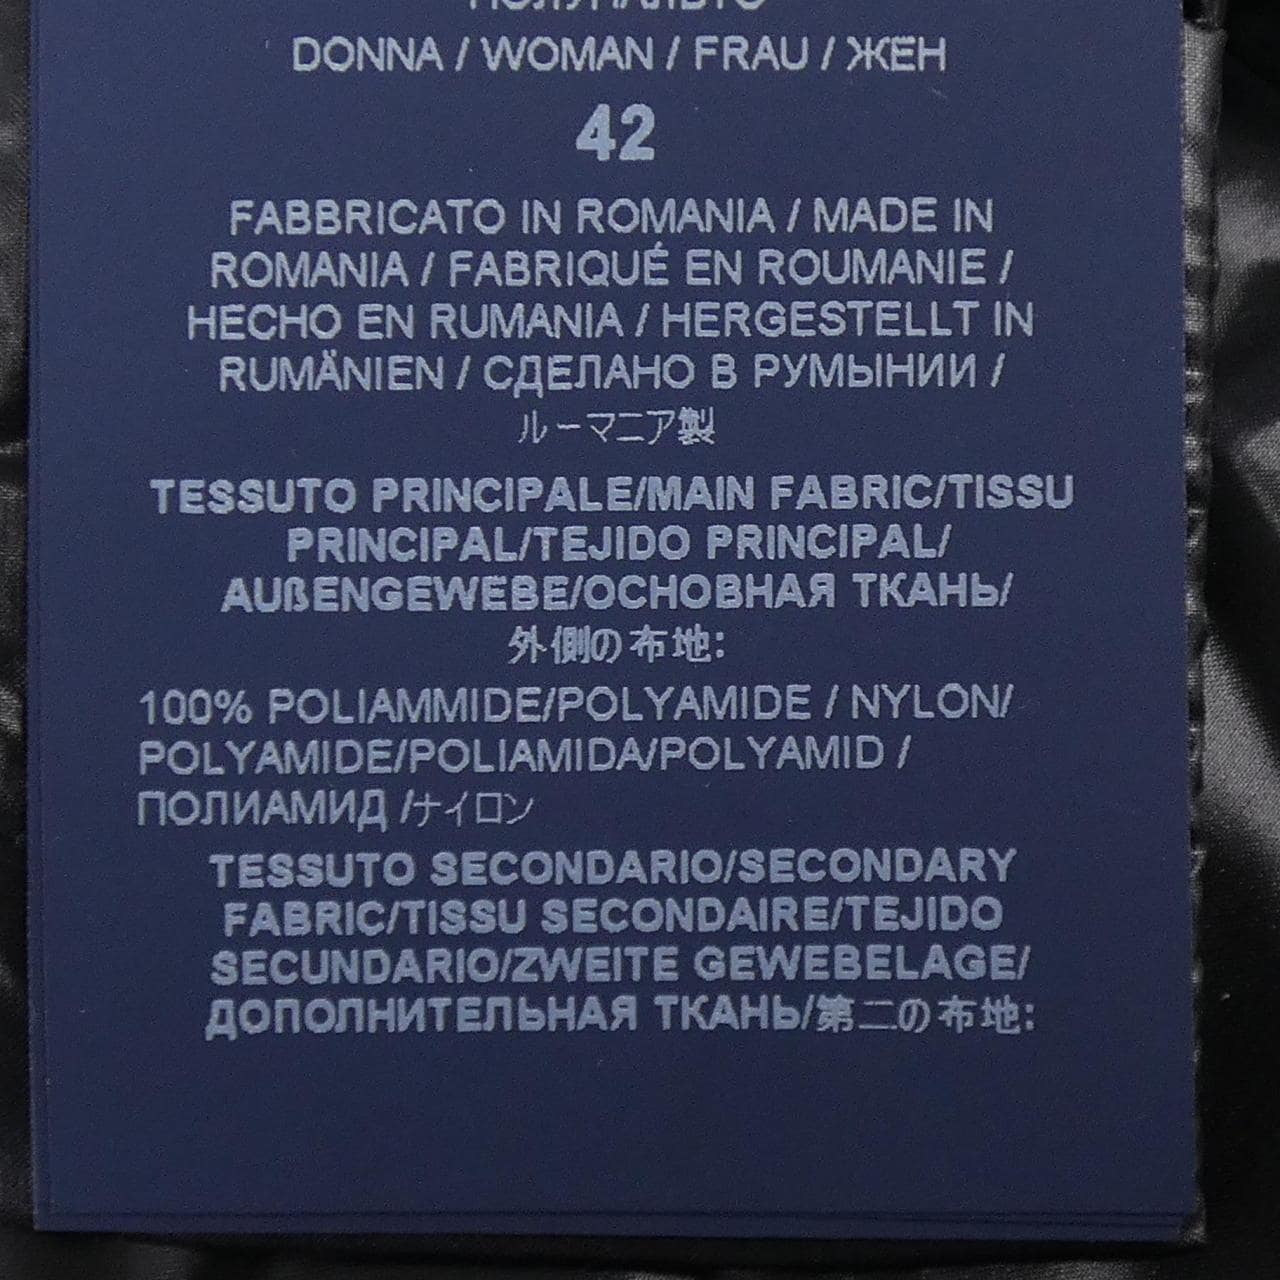 ПОЛУПАЛЬТО
DONNA / WOMAN / FRAU / ЖЕН
42
FABBRICATO IN ROMANIA / MADE IN
ROMANIA / FABRIQUÉ EN ROUMANIE /
HECHO EN RUMANIA / HERGESTELLT IN
RUMÄNIEN / СДЕЛАНО В РУМЫНИИ /
ルーマニア製
TESSUTO PRINCIPALE/MAIN FABRIC/TISSU
PRINCIPAL/TEJIDO PRINCIPAL/
AUßENGEWEBE/ОСНОВНАЯ ТКАНЬ/
外側の布地:
100% POLIAMMIDE/POLYAMIDE / NYLON/
POLYAMIDE/POLIAMIDA/POLYAMID /
ПОЛИАМИД /ナイロン
TESSUTO SECONDARIO/SECONDARY
FABRIC/TISSU SECONDAIRE/TEJIDO
SECUNDARIO/ZWEITE GEWEBELAGE/
ДОПОЛНИТЕЛЬНАЯ ТКАНЬ/第二の布地: